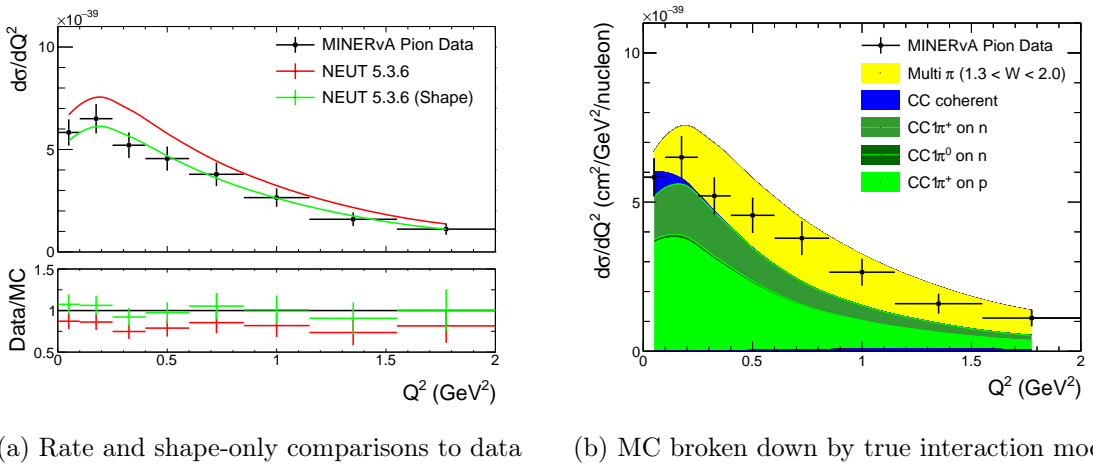 ×10⁻³⁹
dσ/dQ²
10
5
0
MINERvA Pion Data
NEUT 5.3.6
NEUT 5.3.6 (Shape)
Data/MC
1.5
1
0.5
0 0.5 1 1.5 2
Q² (GeV²)
(a) Rate and shape-only comparisons to data
×10⁻³⁹
dσ/dQ² (cm²/GeV²/nucleon)
10
5
0
MINERvA Pion Data
Multi π (1.3 < W < 2.0)
CC coherent
CC1π⁺ on n
CC1π⁰ on n
CC1π⁺ on p
0 0.5 1 1.5 2
Q² (GeV²)
(b) MC broken down by true interaction